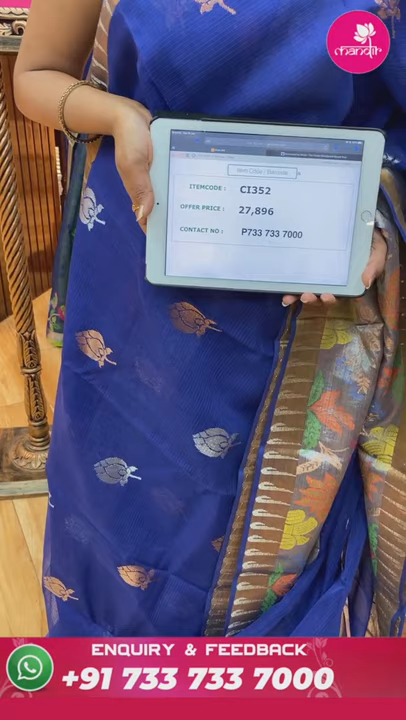 mandir
ITEMCODE : CI352
OFFER PRICE : 27,896
CONTACT NO : P733 733 7000
ENQUIRY & FEEDBACK
+91 733 733 7000